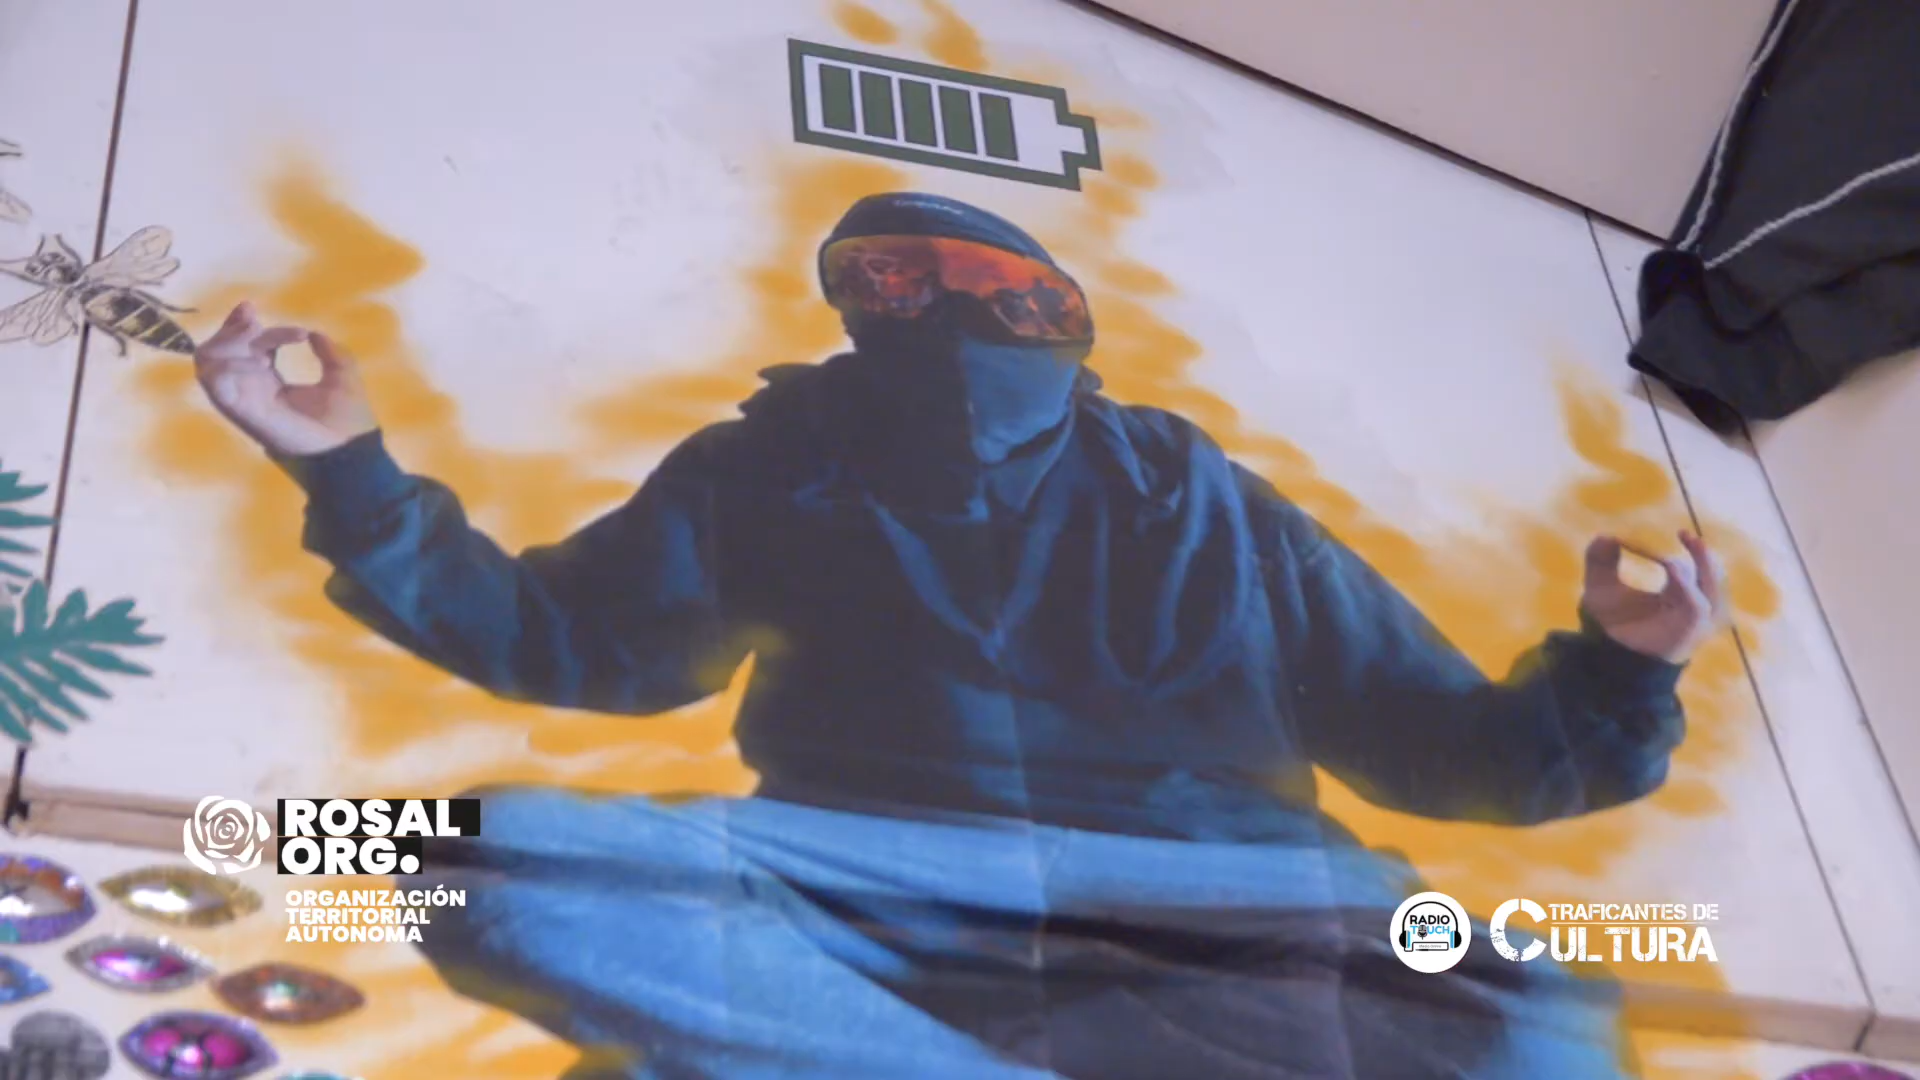 ROSAL
ORG.
ORGANIZACIÓN
TERRITORIAL
AUTONOMA
RADIO
TOUCH
TRAFICANTES DE
CULTURA